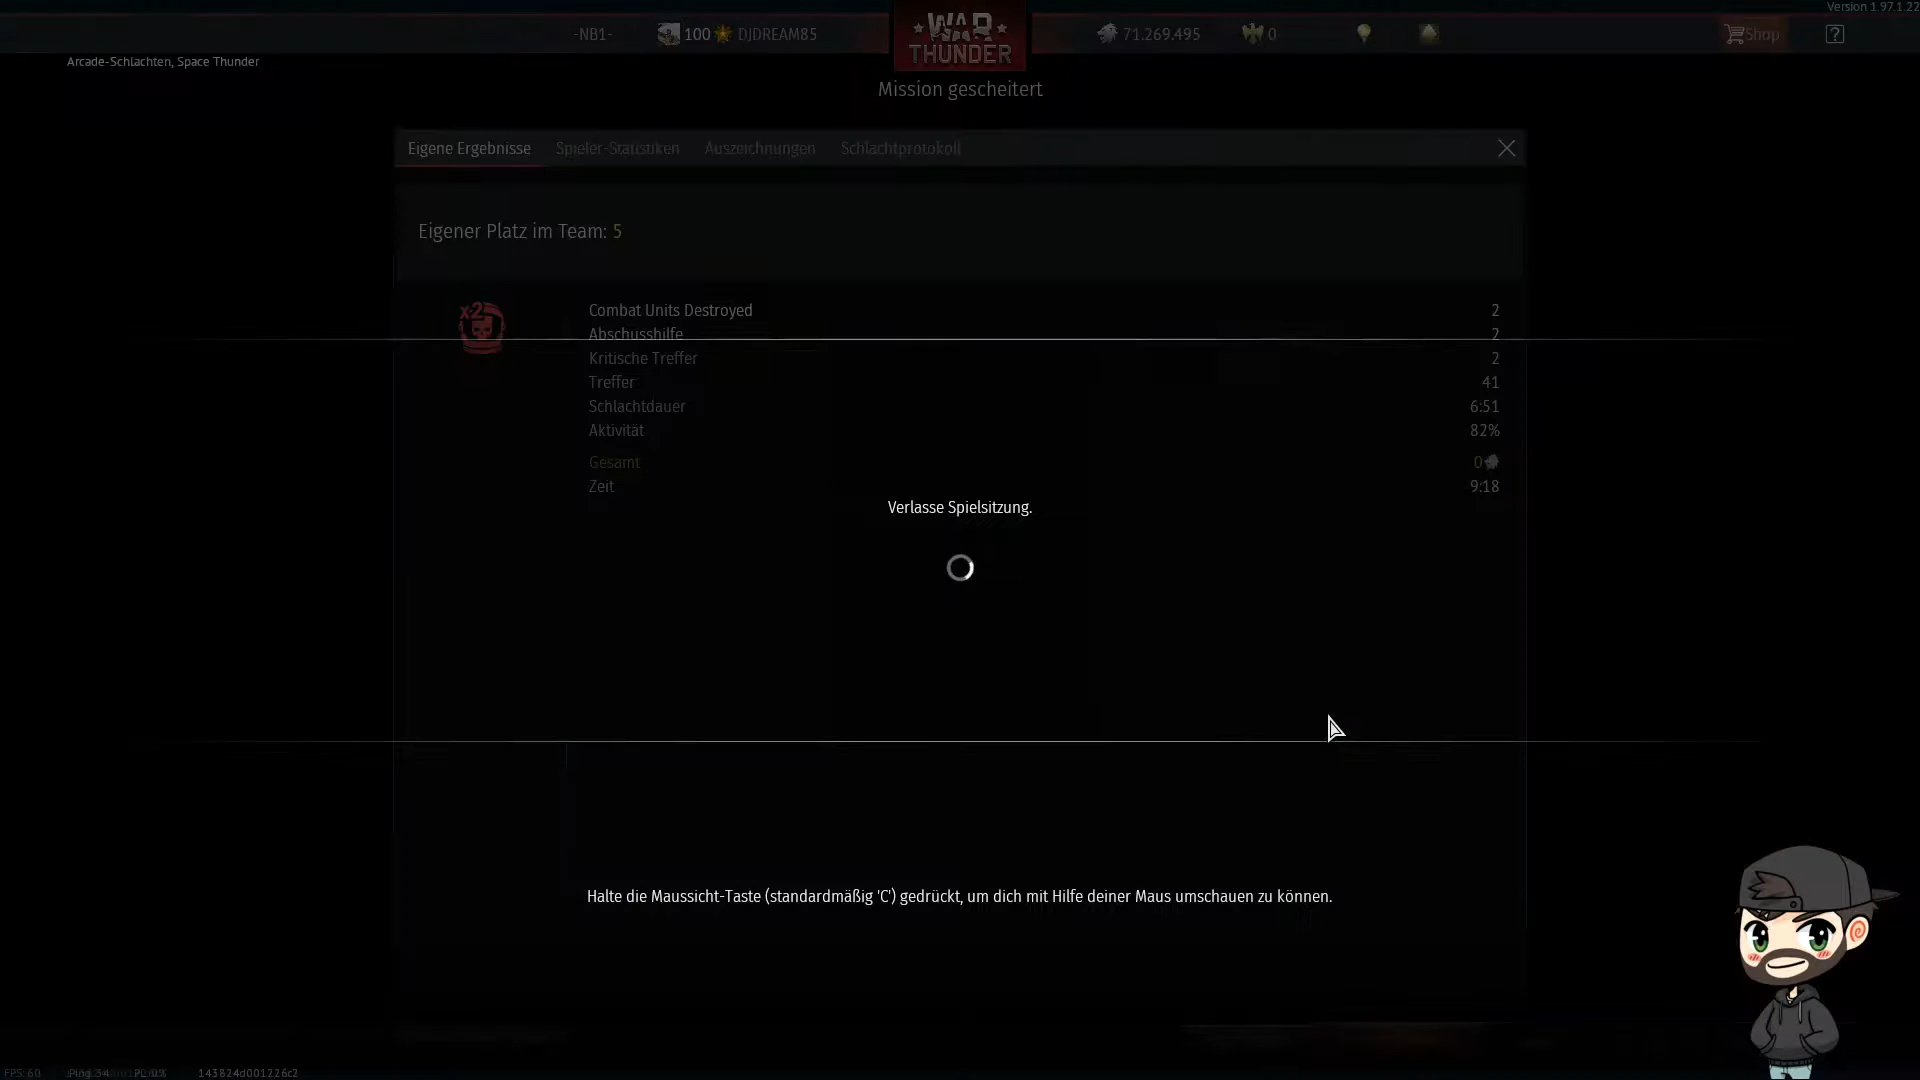 Version 1.97.1.22
-NB1- 100 DJDREAM85 WAR THUNDER 71.269.495 0 Shop ?
Arcade-Schlachten, Space Thunder
Mission gescheitert
Eigene Ergebnisse Spieler-Statistiken Auszeichnungen Schlachtprotokoll
Eigener Platz im Team: 5
x2
Combat Units Destroyed 2
Abschusshilfe 2
Kritische Treffer 2
Treffer 41
Schlachtdauer 6:51
Aktivität 82%
Gesamt 0
Zeit 9:18
Verlasse Spielsitzung.
Halte die Maussicht-Taste (standardmäßig 'C') gedrückt, um dich mit Hilfe deiner Maus umschauen zu können.
FPS: 60 143824d001226c2